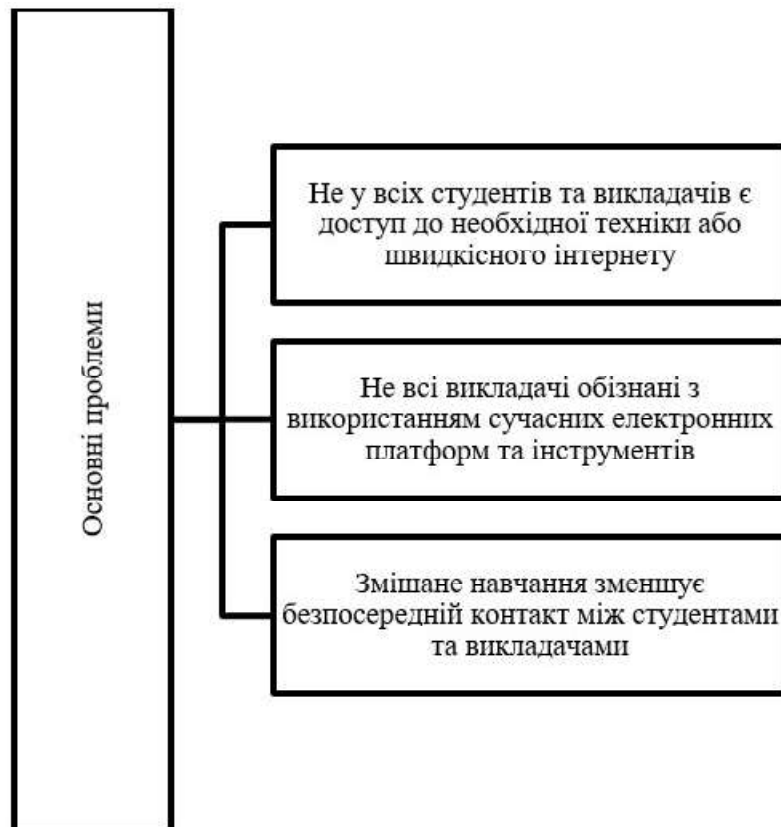 Основні проблеми
Не у всіх студентів та викладачів є
доступ до необхідної техніки або
швидкісного інтернету
Не всі викладачі обізнані з
використанням сучасних електронних
платформ та інструментів
Змішане навчання зменшує
безпосередній контакт між студентами
та викладачами